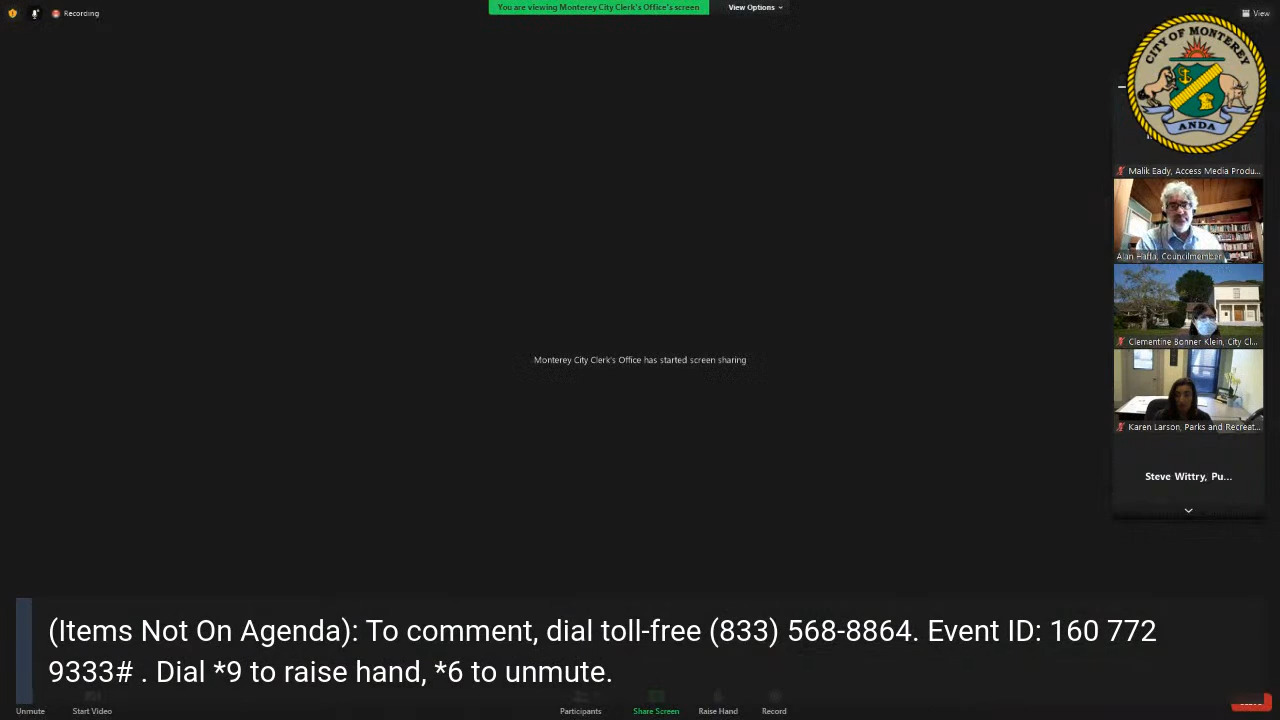 Recording
You are viewing Monterey City Clerk's Office's screen
View Options
View
CITY OF MONTEREY
ANDA
Malik Eady, Access Media Produ...
Alan Haffa, Councilmember
Clementine Bonner Klein, City Cl...
Monterey City Clerk's Office has started screen sharing
Karen Larson, Parks and Recreat...
Steve Wittry, Pu...
(Items Not On Agenda): To comment, dial toll-free (833) 568-8864. Event ID: 160 772
9333# . Dial *9 to raise hand, *6 to unmute.
Unmute
Start Video
Participants
Share Screen
Raise Hand
Record